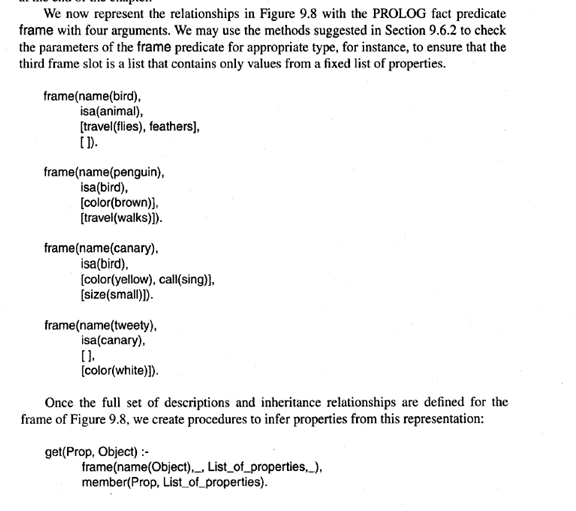 We now represent the relationships in Figure 9.8 with the PROLOG fact predicate
frame with four arguments. We may use the methods suggested in Section 9.6.2 to check
the parameters of the frame predicate for appropriate type, for instance, to ensure that the
third frame slot is a list that contains only values from a fixed list of properties.
frame(name(bird),
isa(animal),
[travel(flies), feathers],
[ ]).
frame(name(penguin),
isa(bird),
[color(brown)],
[travel(walks)]).
frame(name(canary),
isa(bird),
[color(yellow), call(sing)],
[size(small)]).
frame(name(tweety),
isa(canary),
[ ],
[color(white)]).
Once the full set of descriptions and inheritance relationships are defined for the
frame of Figure 9.8, we create procedures to infer properties from this representation:
get(Prop, Object) :-
frame(name(Object),_, List_of_properties,_),
member(Prop, List_of_properties).